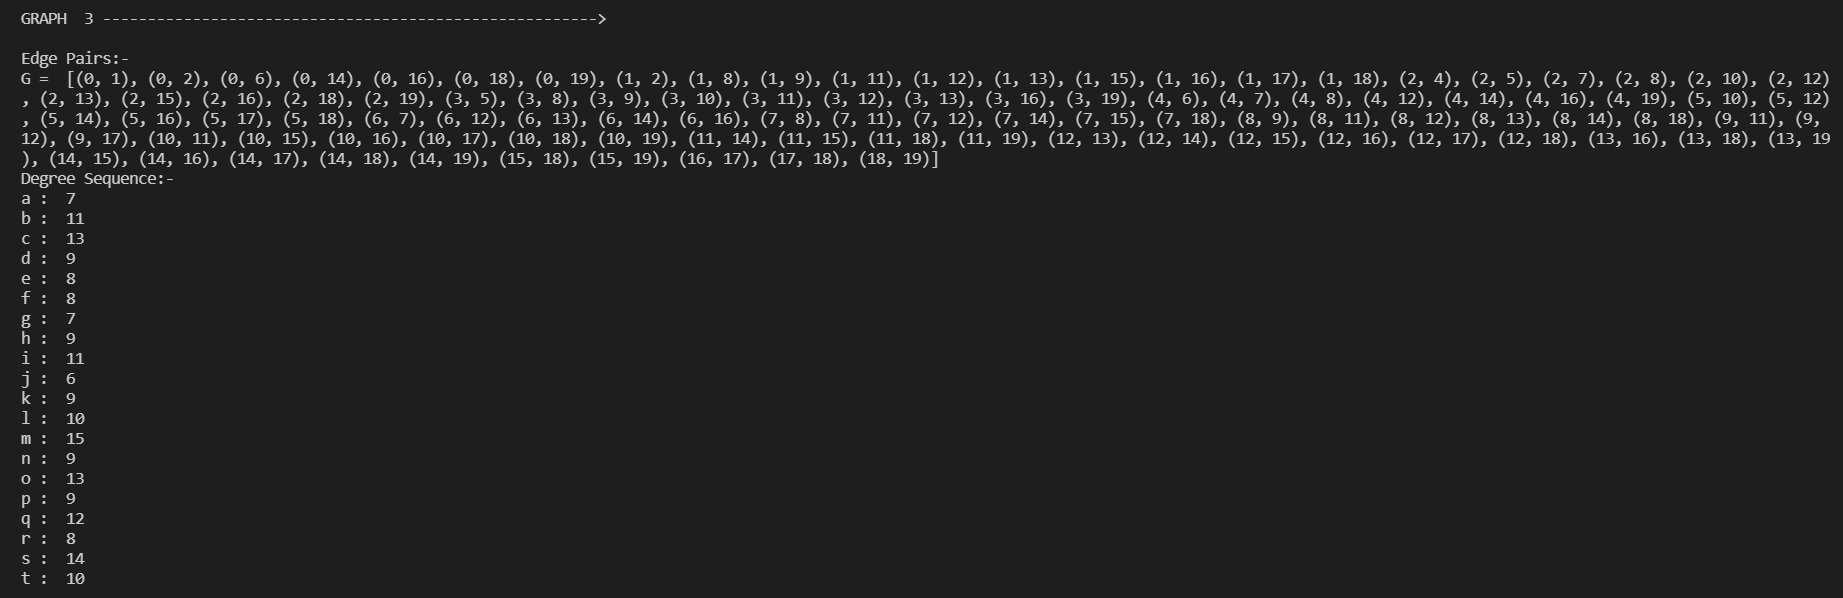 GRAPH  3 ------------------------------------------------------->
Edge Pairs:-
G =  [(0, 1), (0, 2), (0, 6), (0, 14), (0, 16), (0, 18), (0, 19), (1, 2), (1, 8), (1, 9), (1, 11), (1, 12), (1, 13), (1, 15), (1, 16), (1, 17), (1, 18), (2, 4), (2, 5), (2, 7), (2, 8), (2, 10), (2, 12)
, (2, 13), (2, 15), (2, 16), (2, 18), (2, 19), (3, 5), (3, 8), (3, 9), (3, 10), (3, 11), (3, 12), (3, 13), (3, 16), (3, 19), (4, 6), (4, 7), (4, 8), (4, 12), (4, 14), (4, 16), (4, 19), (5, 10), (5, 12)
, (5, 14), (5, 16), (5, 17), (5, 18), (6, 7), (6, 12), (6, 13), (6, 14), (6, 16), (7, 8), (7, 11), (7, 12), (7, 14), (7, 15), (7, 18), (8, 9), (8, 11), (8, 12), (8, 13), (8, 14), (8, 18), (9, 11), (9,
12), (9, 17), (10, 11), (10, 15), (10, 16), (10, 17), (10, 18), (10, 19), (11, 14), (11, 15), (11, 18), (11, 19), (12, 13), (12, 14), (12, 15), (12, 16), (12, 17), (12, 18), (13, 16), (13, 18), (13, 19
), (14, 15), (14, 16), (14, 17), (14, 18), (14, 19), (15, 18), (15, 19), (16, 17), (17, 18), (18, 19)]
Degree Sequence:-
a :  7
b :  11
c :  13
d :  9
e :  8
f :  8
g :  7
h :  9
i :  11
j :  6
k :  9
l :  10
m :  15
n :  9
o :  13
p :  9
q :  12
r :  8
s :  14
t :  10